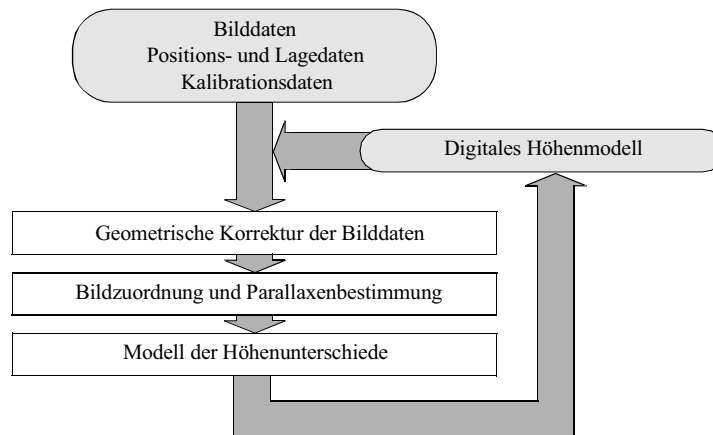 Bilddaten
Positions- und Lagedaten
Kalibrationsdaten
Digitales Höhenmodell
Geometrische Korrektur der Bilddaten
Bildzuordnung und Parallaxenbestimmung
Modell der Höhenunterschiede